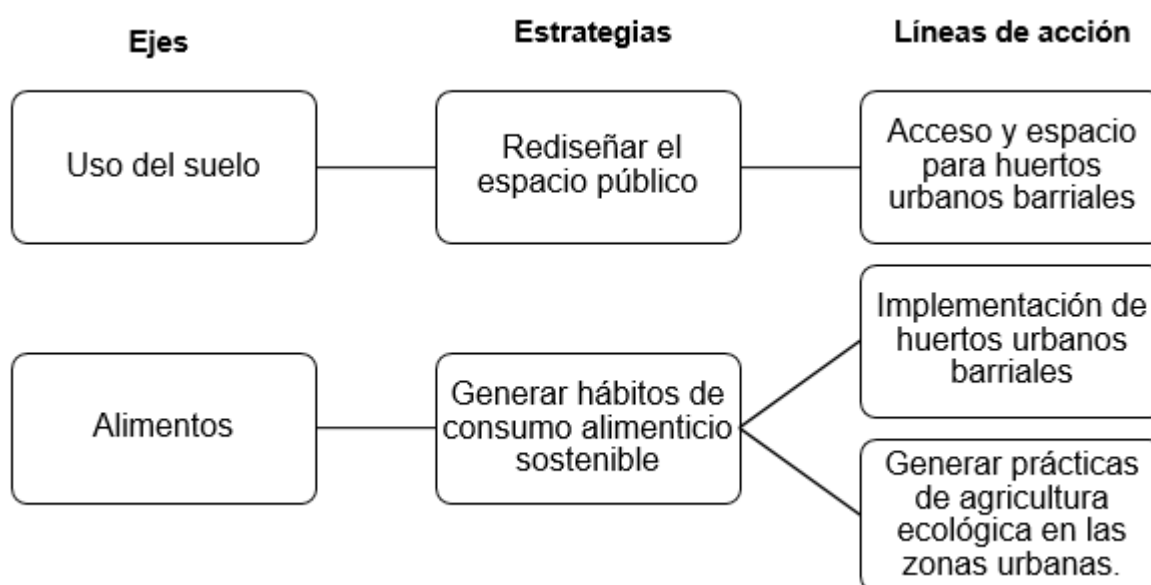 Ejes
Estrategias
Líneas de acción
Uso del suelo
Rediseñar el
espacio público
Acceso y espacio
para huertos
urbanos barriales
Alimentos
Generar hábitos de
consumo alimenticio
sostenible
Implementación de
huertos urbanos
barriales
Generar prácticas
de agricultura
ecológica en las
zonas urbanas.